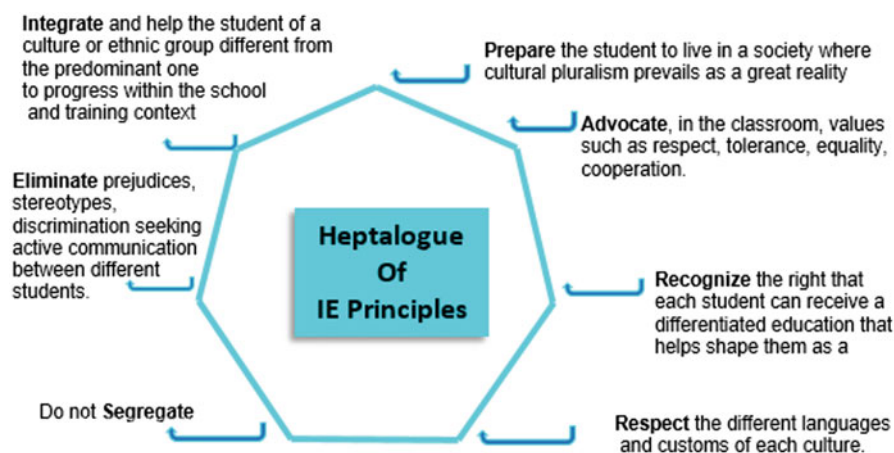 Integrate and help the student of a
culture or ethnic group different from
the predominant one
to progress within the school
and training context
Prepare the student to live in a society where
cultural pluralism prevails as a great reality
Advocate, in the classroom, values
such as respect, tolerance, equality,
cooperation.
Eliminate prejudices,
stereotypes,
discrimination seeking
active communication
between different
students.
Heptalogue
Of
IE Principles
Recognize the right that
each student can receive a
differentiated education that
helps shape them as a
Do not Segregate
Respect the different languages
and customs of each culture.